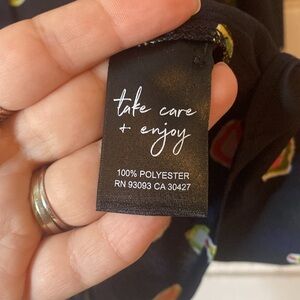 take care
+ enjoy
100% POLYESTER
RN 93093 CA 30427